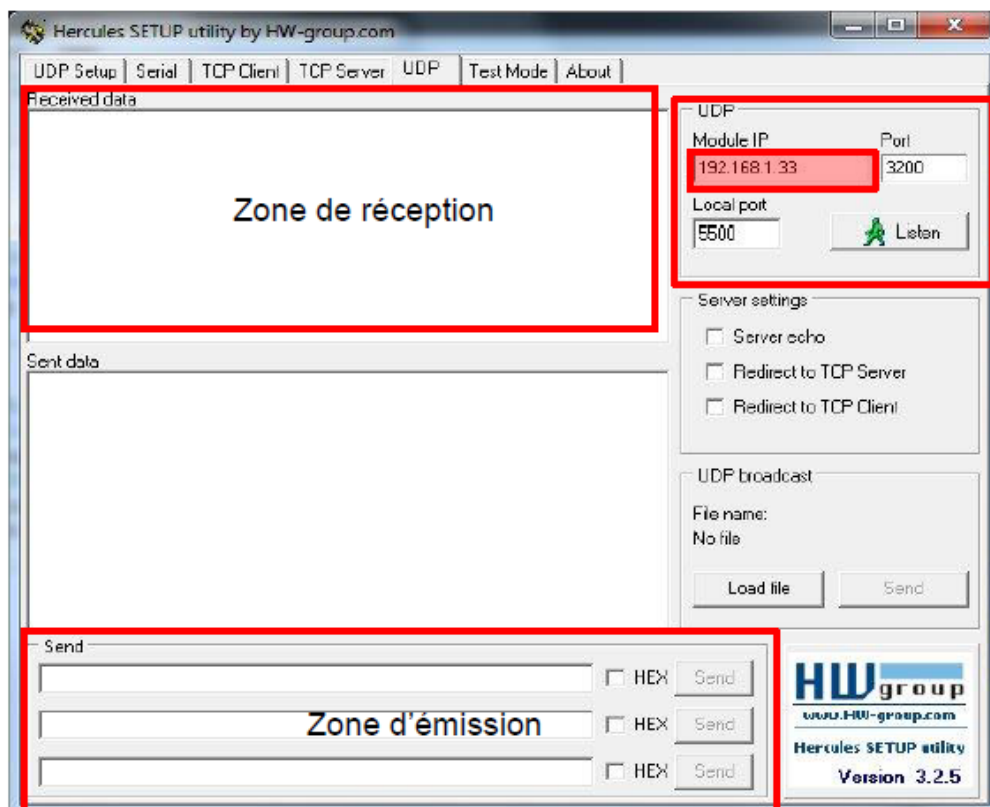 Hercules SETUP utility by HW-group.com
UDP Setup Serial TCP Client TCP Server UDP Test Mode About
Received data
Zone de réception
UDP
Module IP Port
192.168.1.33 3200
Local port
5500 Listen
Server settings
Server echo
Redirect to TCP Server
Redirect to TCP Client
Sent data
UDP broadcast
File name:
No file
Load file Send
Send
HEX Send
Zone d'émission HEX Send
HEX Send
HW group
www.HW-group.com
Hercules SETUP utility
Version 3.2.5